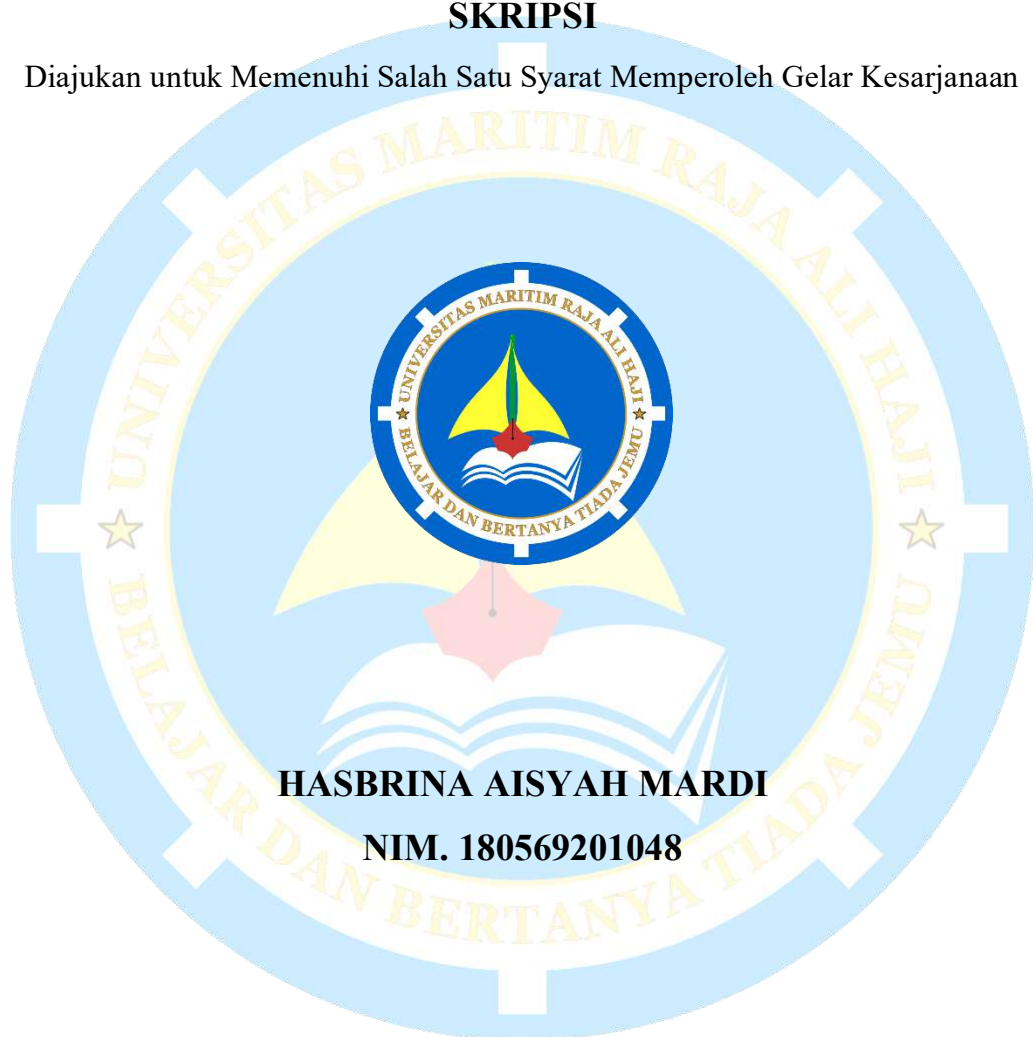 SKRIPSI
Diajukan untuk Memenuhi Salah Satu Syarat Memperoleh Gelar Kesarjanaan
UNIVERSITAS MARITIM RAJA ALI HAJI
BELAJAR DAN BERTANYA TIADA JEMU
UNIVERSITAS MARITIM RAJA ALI HAJI
BELAJAR DAN BERTANYA TIADA JEMU
HASBRINA AISYAH MARDI
NIM. 180569201048